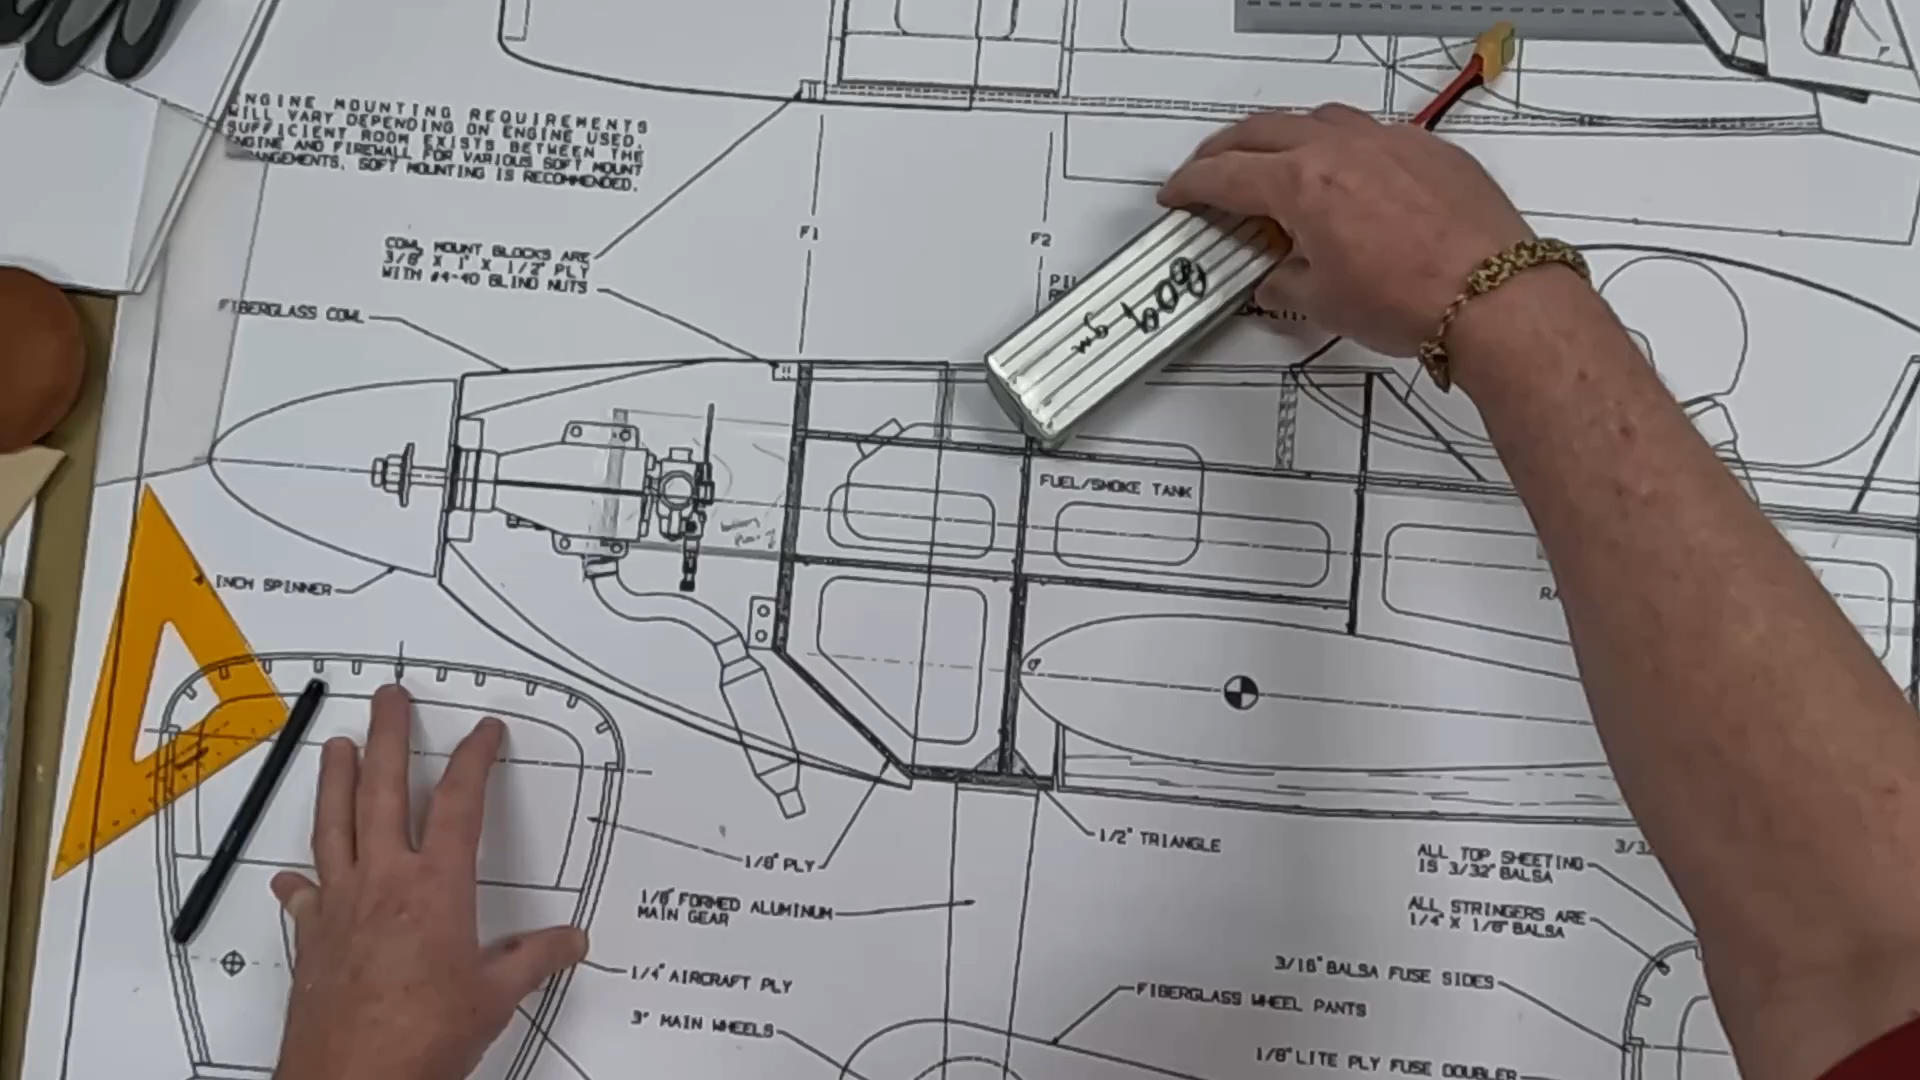 ENGINE MOUNTING REQUIREMENTS
WILL VARY DEPENDING ON ENGINE USED.
SUFFICIENT ROOM EXISTS BETWEEN THE
ENGINE AND FIREWALL FOR VARIOUS SOFT MOUNT
RANGEMENTS. SOFT MOUNTING IS RECOMMENDED.
F1
F2
COWL MOUNT BLOCKS ARE
3/8" X 1" X 1/2" PLY
WITH #4-40 BLIND NUTS
FIBERGLASS COWL
gm
FUEL/SMOKE TANK
INCH SPINNER
0°
1/8" PLY
1/2" TRIANGLE
1/8" FORMED ALUMINUM
MAIN GEAR
ALL TOP SHEETING
IS 3/32" BALSA
3/32
ALL STRINGERS ARE
1/4" X 1/8" BALSA
1/4" AIRCRAFT PLY
3/16" BALSA FUSE SIDES
3" MAIN WHEELS
FIBERGLASS WHEEL PANTS
1/8" LITE PLY FUSE DOUBLER